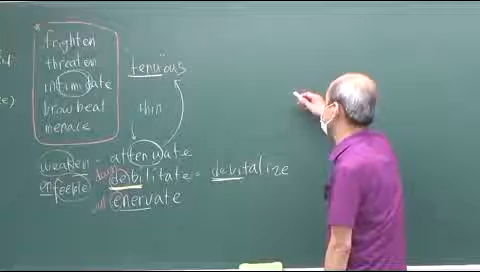 frighten
threaten
intimidate
browbeat
menace
tenuous
thin
weaken = attenuate
enfeeble debilitate = devitalize
enervate